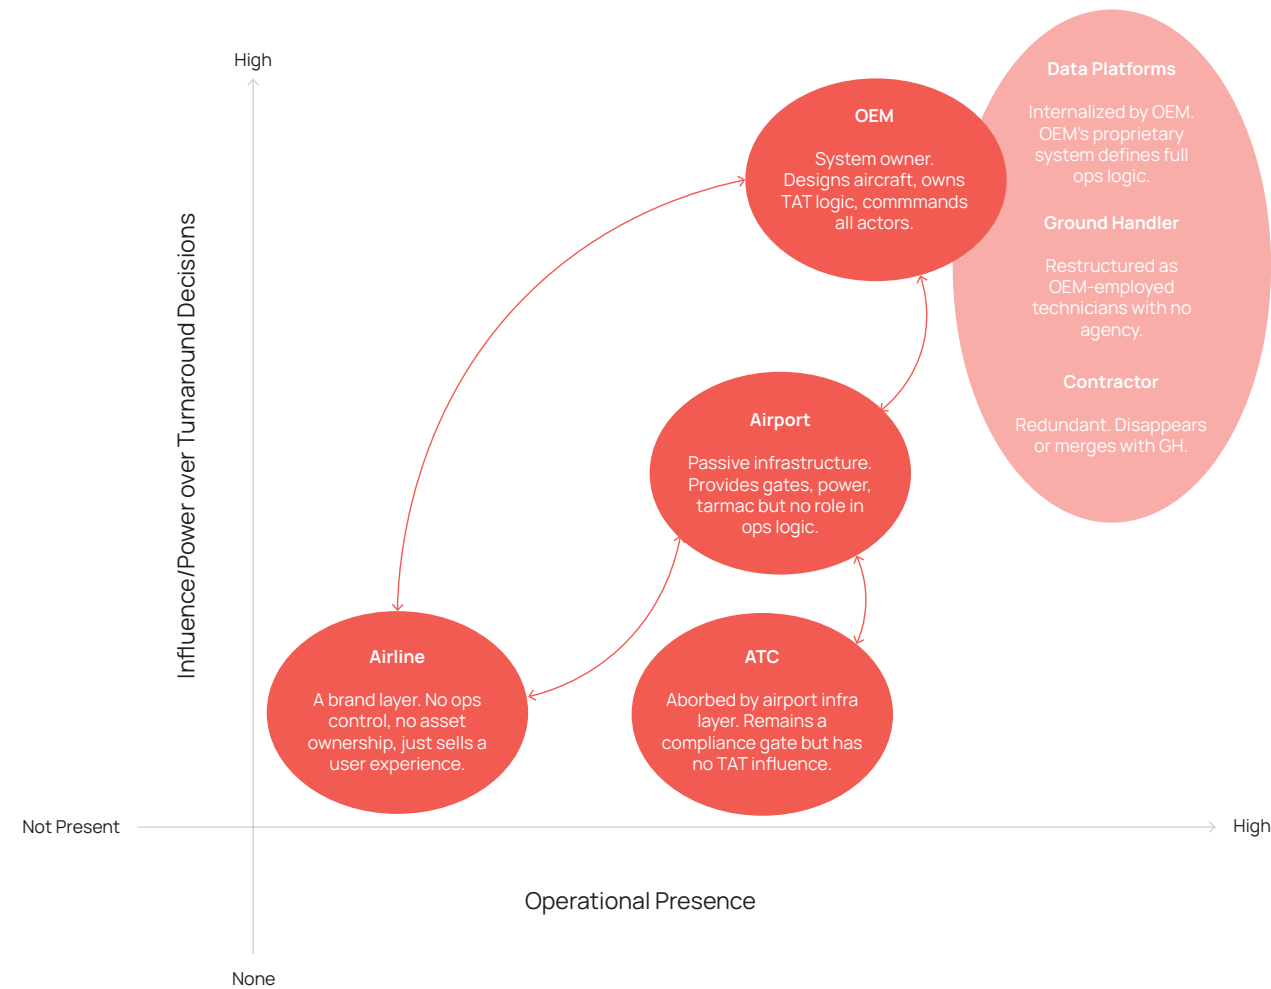 High
Data Platforms
Internalized by OEM.
OEM's proprietary
system defines full
ops logic.
Ground Handler
Restructured as
OEM-employed
technicians with no
agency.
Contractor
Redundant. Disappears
or merges with GH.
OEM
System owner.
Designs aircraft, owns
TAT logic, commmands
all actors.
Influence/Power over Turnaround Decisions
Airport
Passive infrastructure.
Provides gates, power,
tarmac but no role in
ops logic.
Airline
A brand layer. No ops
control, no asset
ownership, just sells a
user experience.
ATC
Aborbed by airport infra
layer. Remains a
compliance gate but has
no TAT influence.
Not Present
High
Operational Presence
None